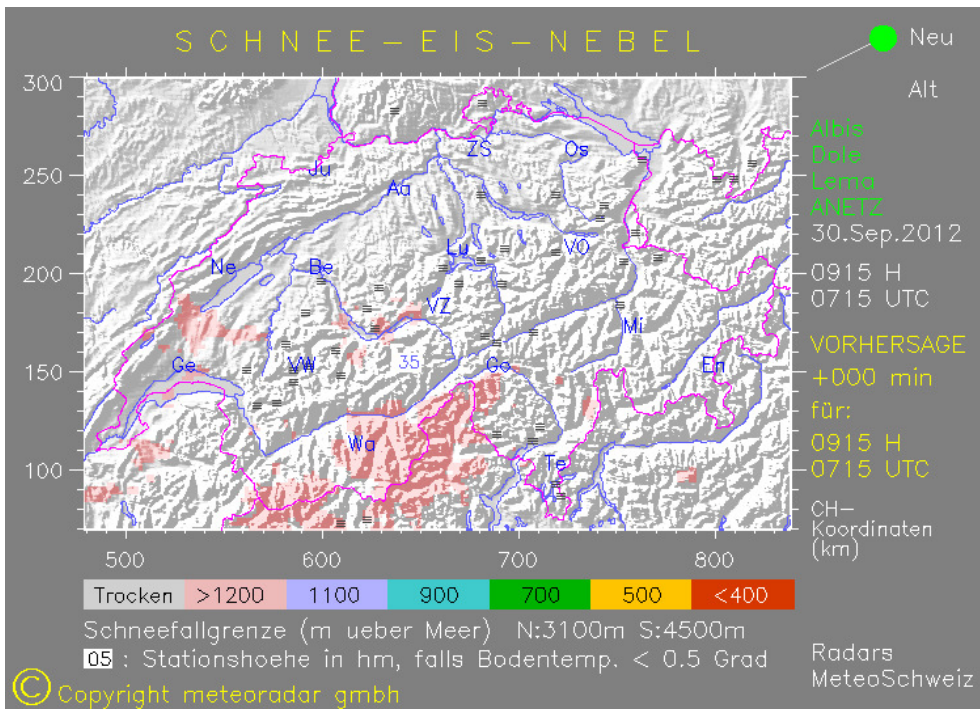 SCHNEE-EIS-NEBEL
Neu
Alt
Albis
Dole
Lema
ANETZ
30.Sep.2012
0915 H
0715 UTC
VORHERSAGE
+000 min
für:
0915 H
0715 UTC
CH-
Koordinaten
(km)
300
250
200
150
100
ZS
Os
Ju
Aa
Lu
VO
Ne
Be
VZ
Mi
Ge
VW
35
Go
En
Wa
Te
500 600 700 800
Trocken >1200 1100 900 700 500 <400
Schneefallgrenze (m ueber Meer) N:3100m S:4500m
05 : Stationshoehe in hm, falls Bodentemp. < 0.5 Grad
Radars
MeteoSchweiz
© Copyright meteoradar gmbh